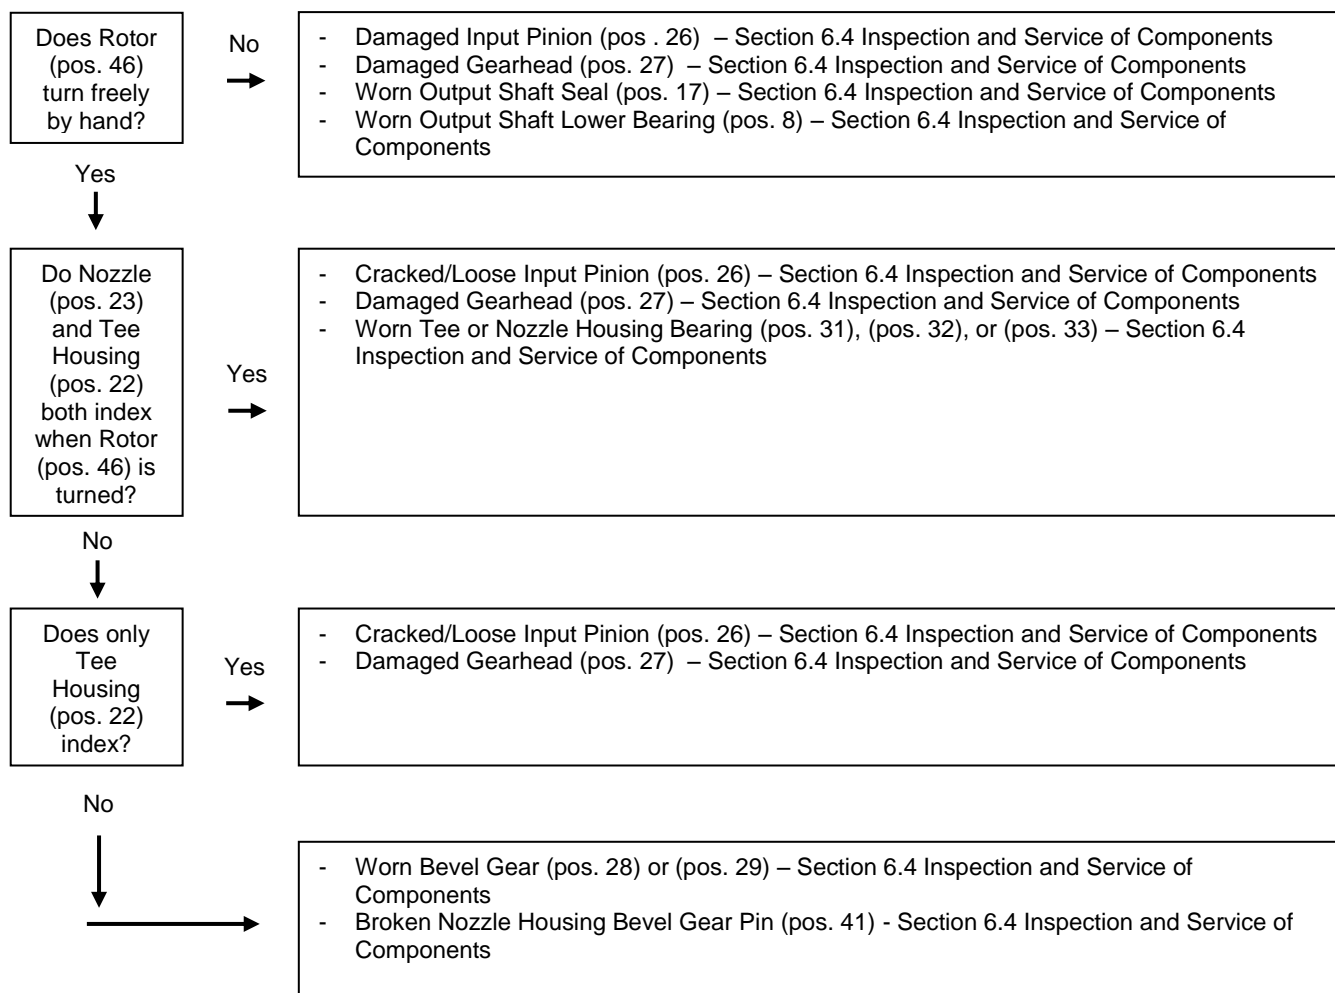 Does Rotor
(pos. 46)
turn freely
by hand?
No
- Damaged Input Pinion (pos . 26) – Section 6.4 Inspection and Service of Components
- Damaged Gearhead (pos. 27) – Section 6.4 Inspection and Service of Components
- Worn Output Shaft Seal (pos. 17) – Section 6.4 Inspection and Service of Components
- Worn Output Shaft Lower Bearing (pos. 8) – Section 6.4 Inspection and Service of
Components
Yes
Do Nozzle
(pos. 23)
and Tee
Housing
(pos. 22)
both index
when Rotor
(pos. 46) is
turned?
Yes
- Cracked/Loose Input Pinion (pos. 26) – Section 6.4 Inspection and Service of Components
- Damaged Gearhead (pos. 27) – Section 6.4 Inspection and Service of Components
- Worn Tee or Nozzle Housing Bearing (pos. 31), (pos. 32), or (pos. 33) – Section 6.4
Inspection and Service of Components
No
Does only
Tee
Housing
(pos. 22)
index?
Yes
- Cracked/Loose Input Pinion (pos. 26) – Section 6.4 Inspection and Service of Components
- Damaged Gearhead (pos. 27) – Section 6.4 Inspection and Service of Components
No
- Worn Bevel Gear (pos. 28) or (pos. 29) – Section 6.4 Inspection and Service of
Components
- Broken Nozzle Housing Bevel Gear Pin (pos. 41) - Section 6.4 Inspection and Service of
Components